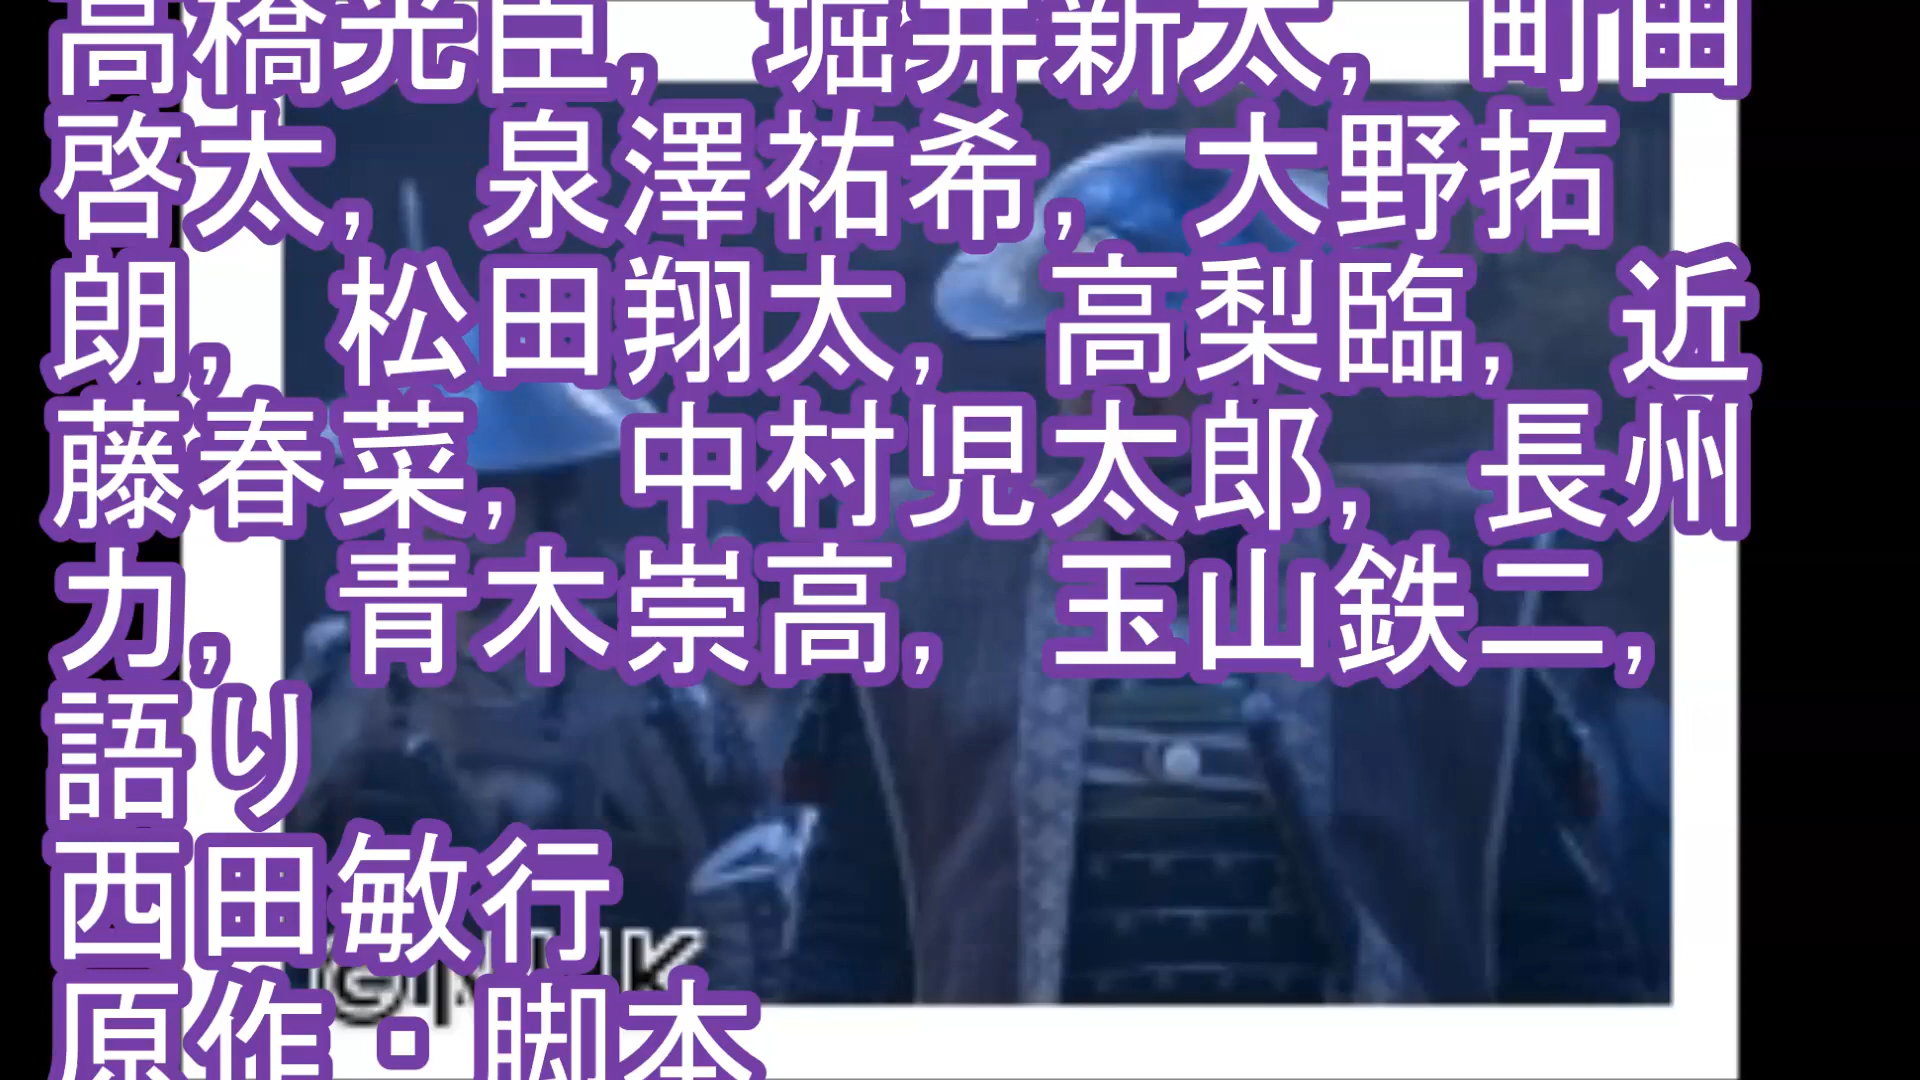 高橋光臣, 堀井新太, 町田
啓太, 泉澤祐希, 大野拓
朗, 松田翔太, 高梨臨, 近
藤春菜, 中村児太郎, 長州
力, 青木崇高, 玉山鉄二,
語り
西田敏行
©NHK
原作・脚本